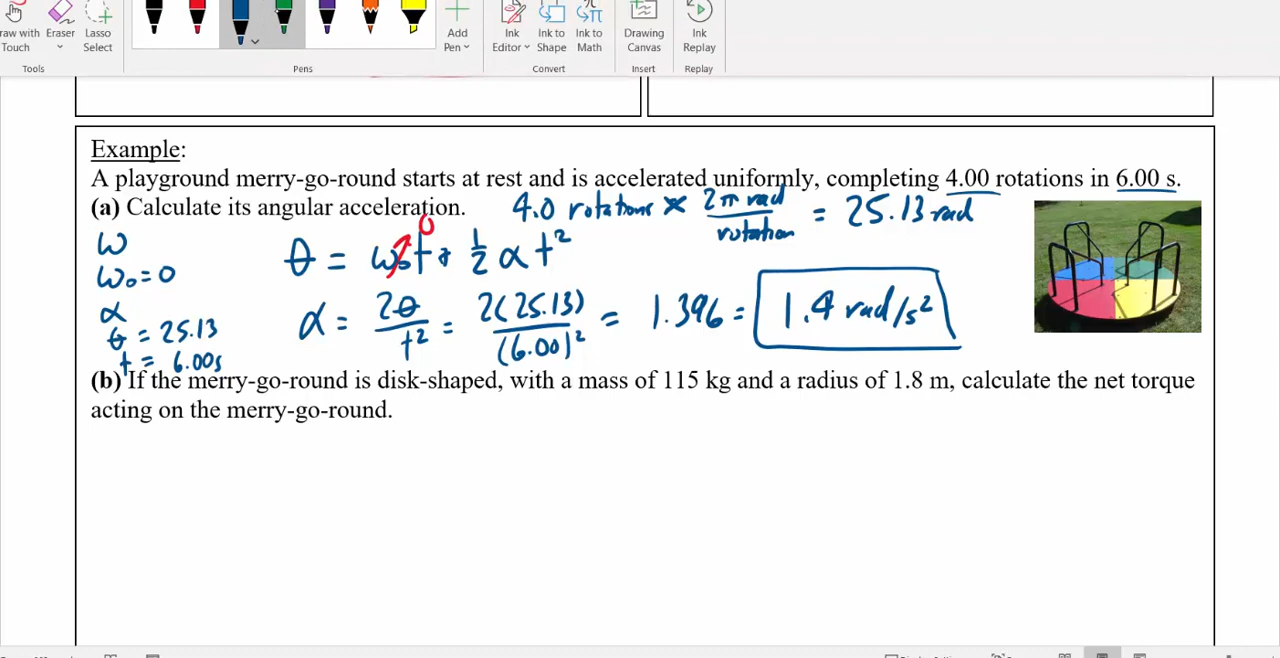 raw with Touch
Eraser
Lasso Select
Add Pen
Ink Editor
Ink to Shape
Ink to Math
Drawing Canvas
Ink Replay
Tools
Pens
Convert
Insert
Replay
Example:
A playground merry-go-round starts at rest and is accelerated uniformly, completing 4.00 rotations in 6.00 s.
(a) Calculate its angular acceleration.
4.0 rotations × 2π rad / rotation = 25.13 rad
ω
ω₀ = 0
α
θ = 25.13
t = 6.00s
0
θ = ω₀t + ½ αt²
α = 2θ / t² = 2(25.13) / (6.00)² = 1.396 = 1.4 rad/s²
(b) If the merry-go-round is disk-shaped, with a mass of 115 kg and a radius of 1.8 m, calculate the net torque
acting on the merry-go-round.